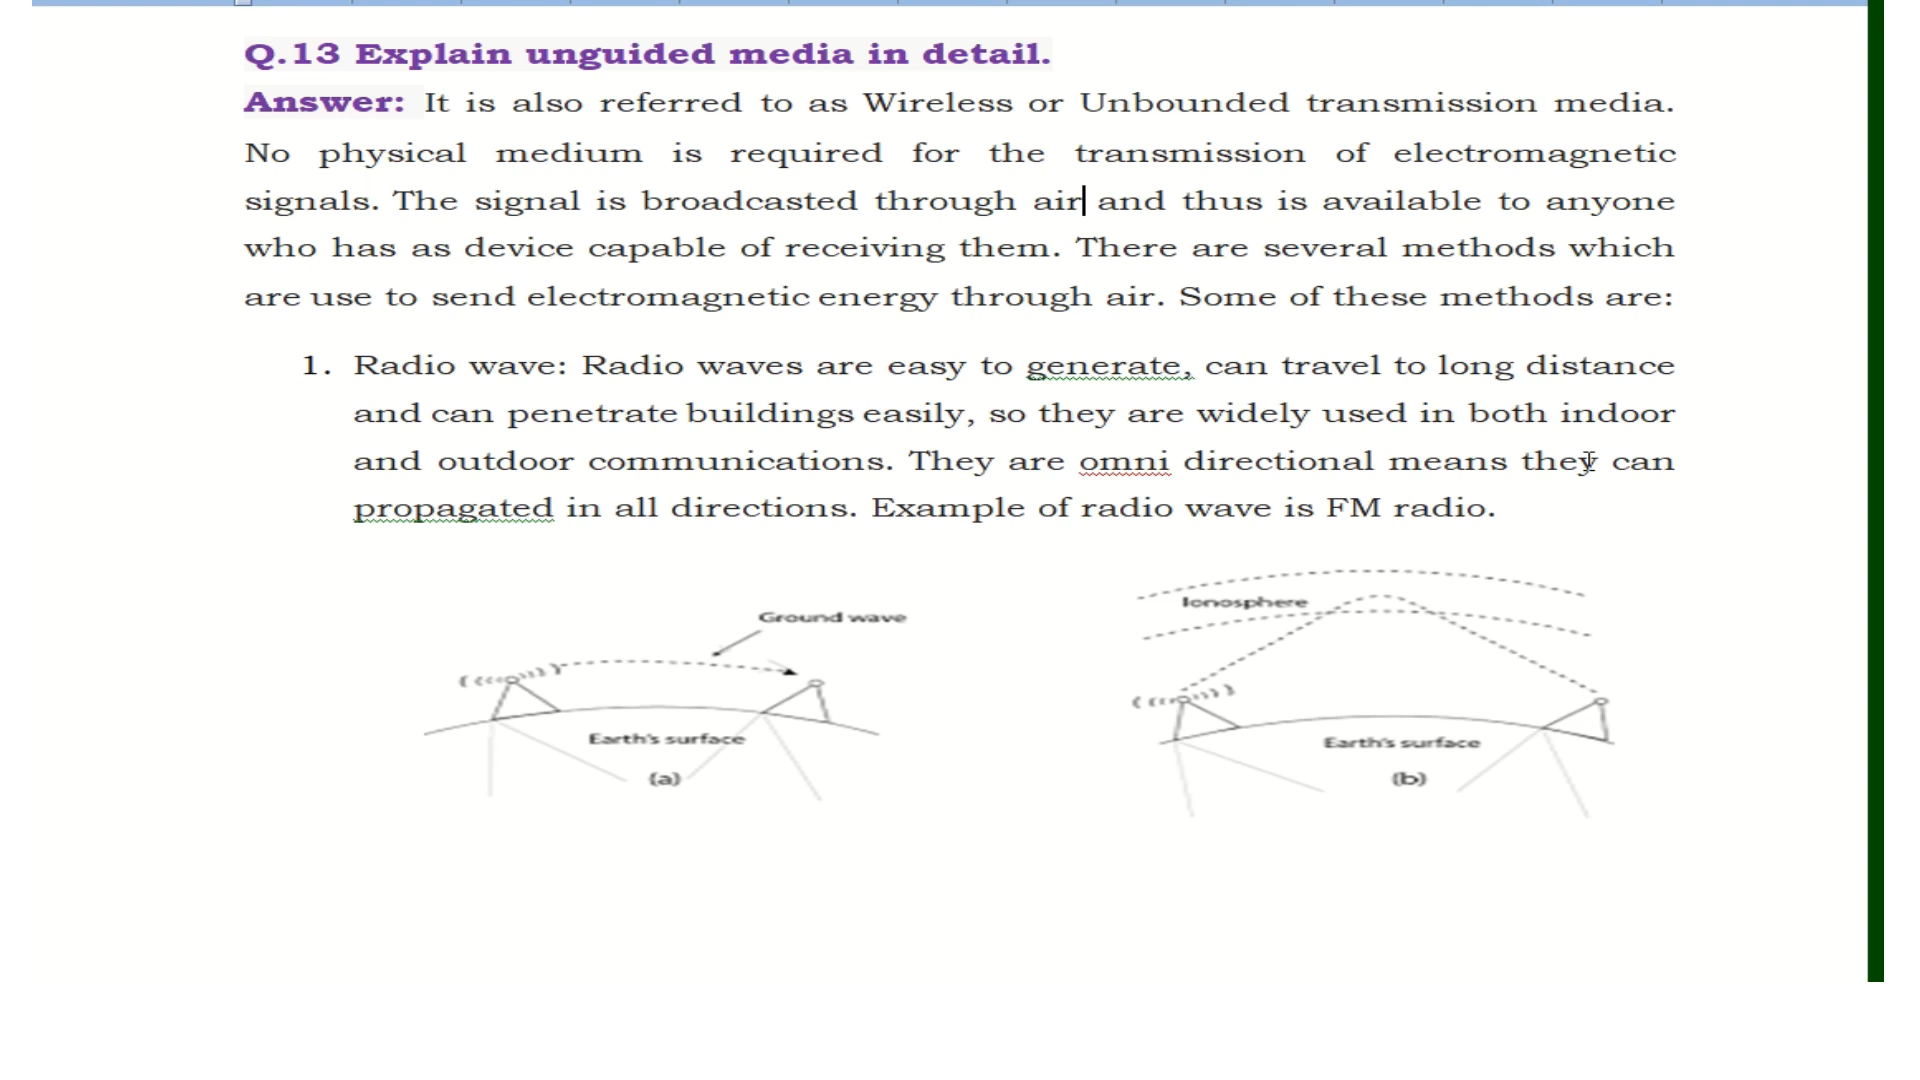 Q.13 Explain unguided media in detail.
Answer: It is also referred to as Wireless or Unbounded transmission media.
No physical medium is required for the transmission of electromagnetic
signals. The signal is broadcasted through air and thus is available to anyone
who has as device capable of receiving them. There are several methods which
are use to send electromagnetic energy through air. Some of these methods are:
1. Radio wave: Radio waves are easy to generate, can travel to long distance
and can penetrate buildings easily, so they are widely used in both indoor
and outdoor communications. They are omni directional means they can
propagated in all directions. Example of radio wave is FM radio.
Ground wave
Earth's surface
(a)
Ionosphere
Earth's surface
(b)